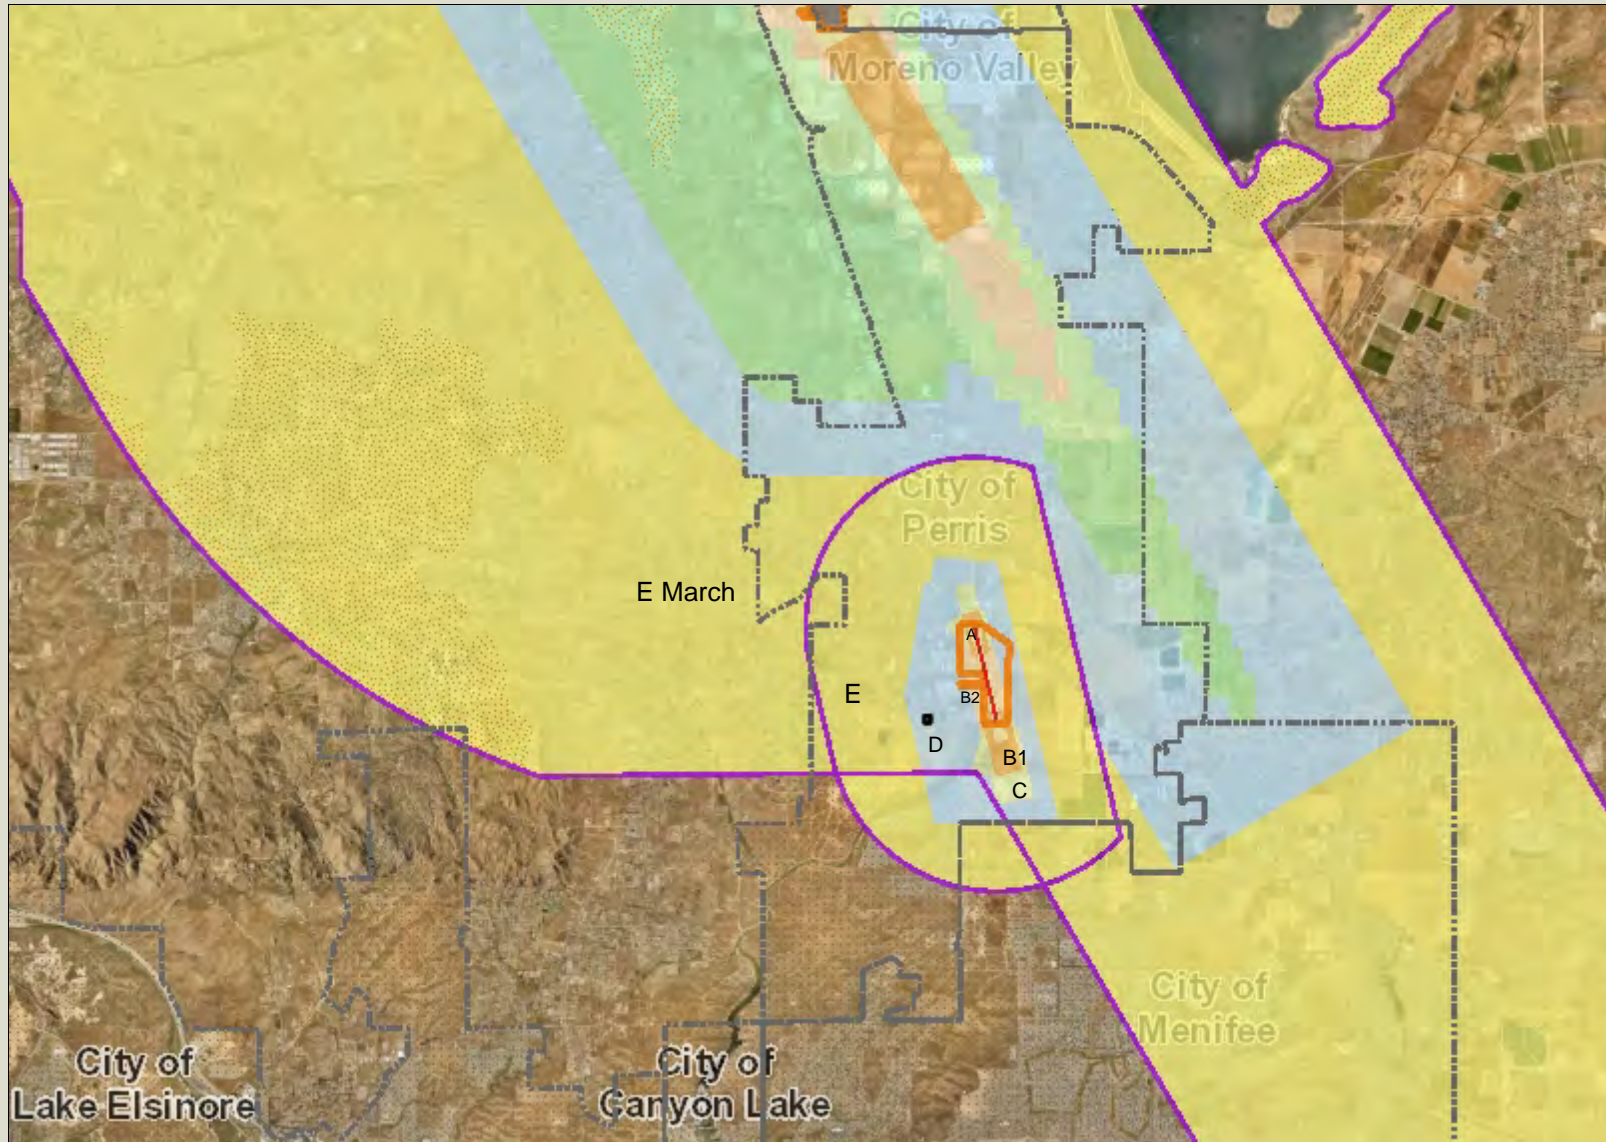 City of
Moreno Valley
City of
Perris
E March
A
E
B2
D
B1
C
City of
Menifee
City of
Lake Elsinore
City of
Canyon Lake